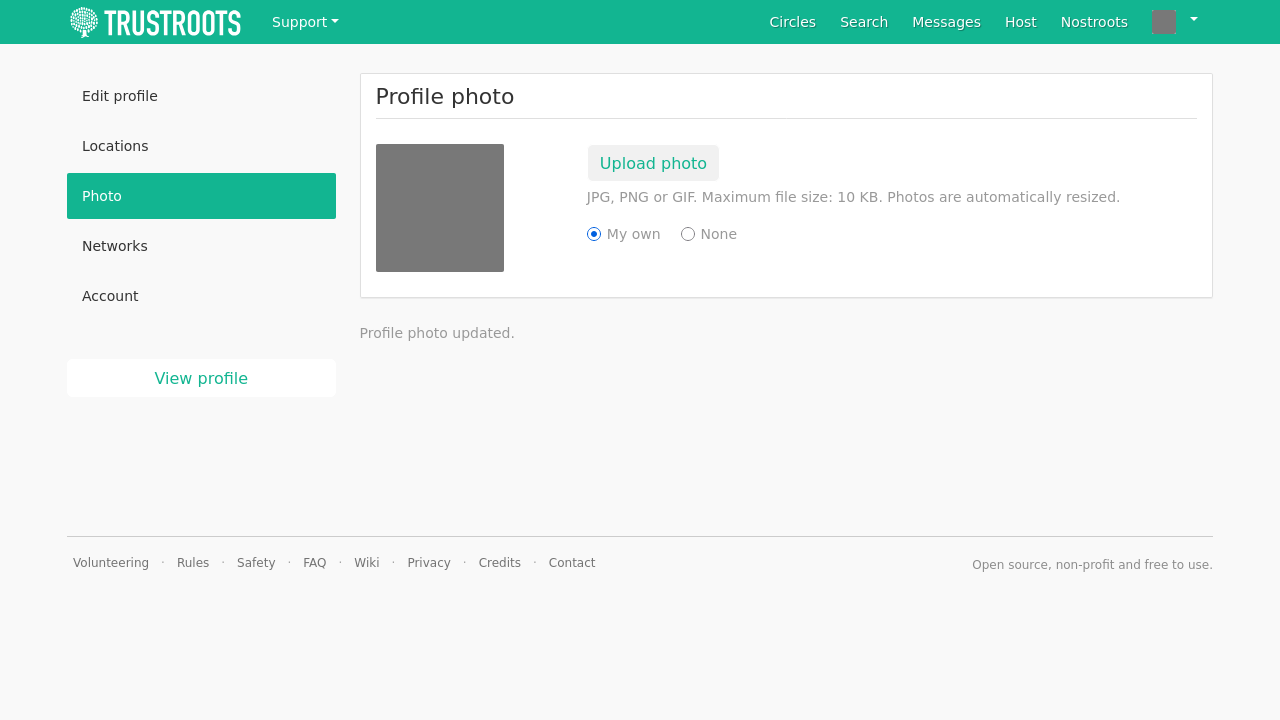 TRUSTROOTS Support Circles Search Messages Host Nostroots
Edit profile
Locations
Photo
Networks
Account
View profile
Profile photo
Upload photo
JPG, PNG or GIF. Maximum file size: 10 KB. Photos are automatically resized.
My own None
Profile photo updated.
Volunteering · Rules · Safety · FAQ · Wiki · Privacy · Credits · Contact
Open source, non-profit and free to use.